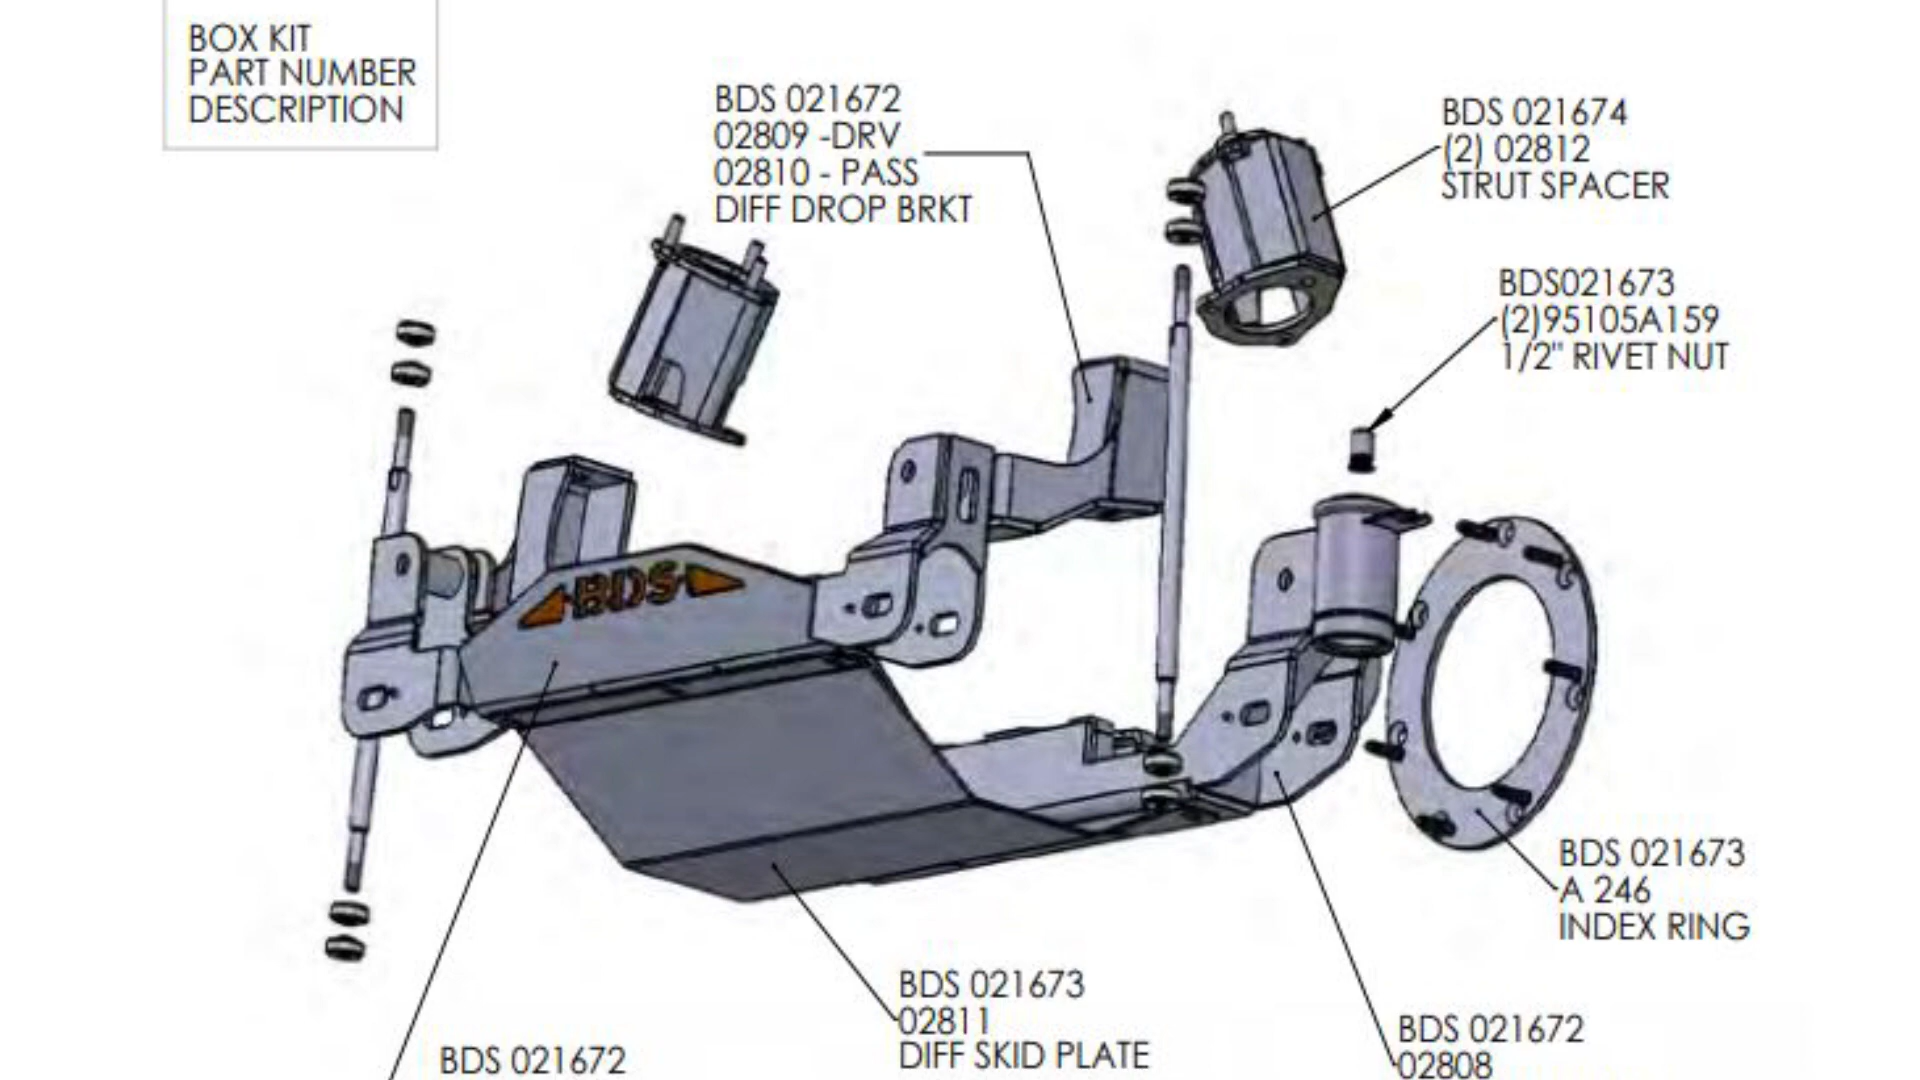 BOX KIT
PART NUMBER
DESCRIPTION
BDS 021672
02809 -DRV
02810 - PASS
DIFF DROP BRKT
BDS 021674
(2) 02812
STRUT SPACER
BDS021673
(2)95105A159
1/2" RIVET NUT
BDS
BDS 021673
A 246
INDEX RING
BDS 021673
02811
DIFF SKID PLATE
BDS 021672
02808
BDS 021672